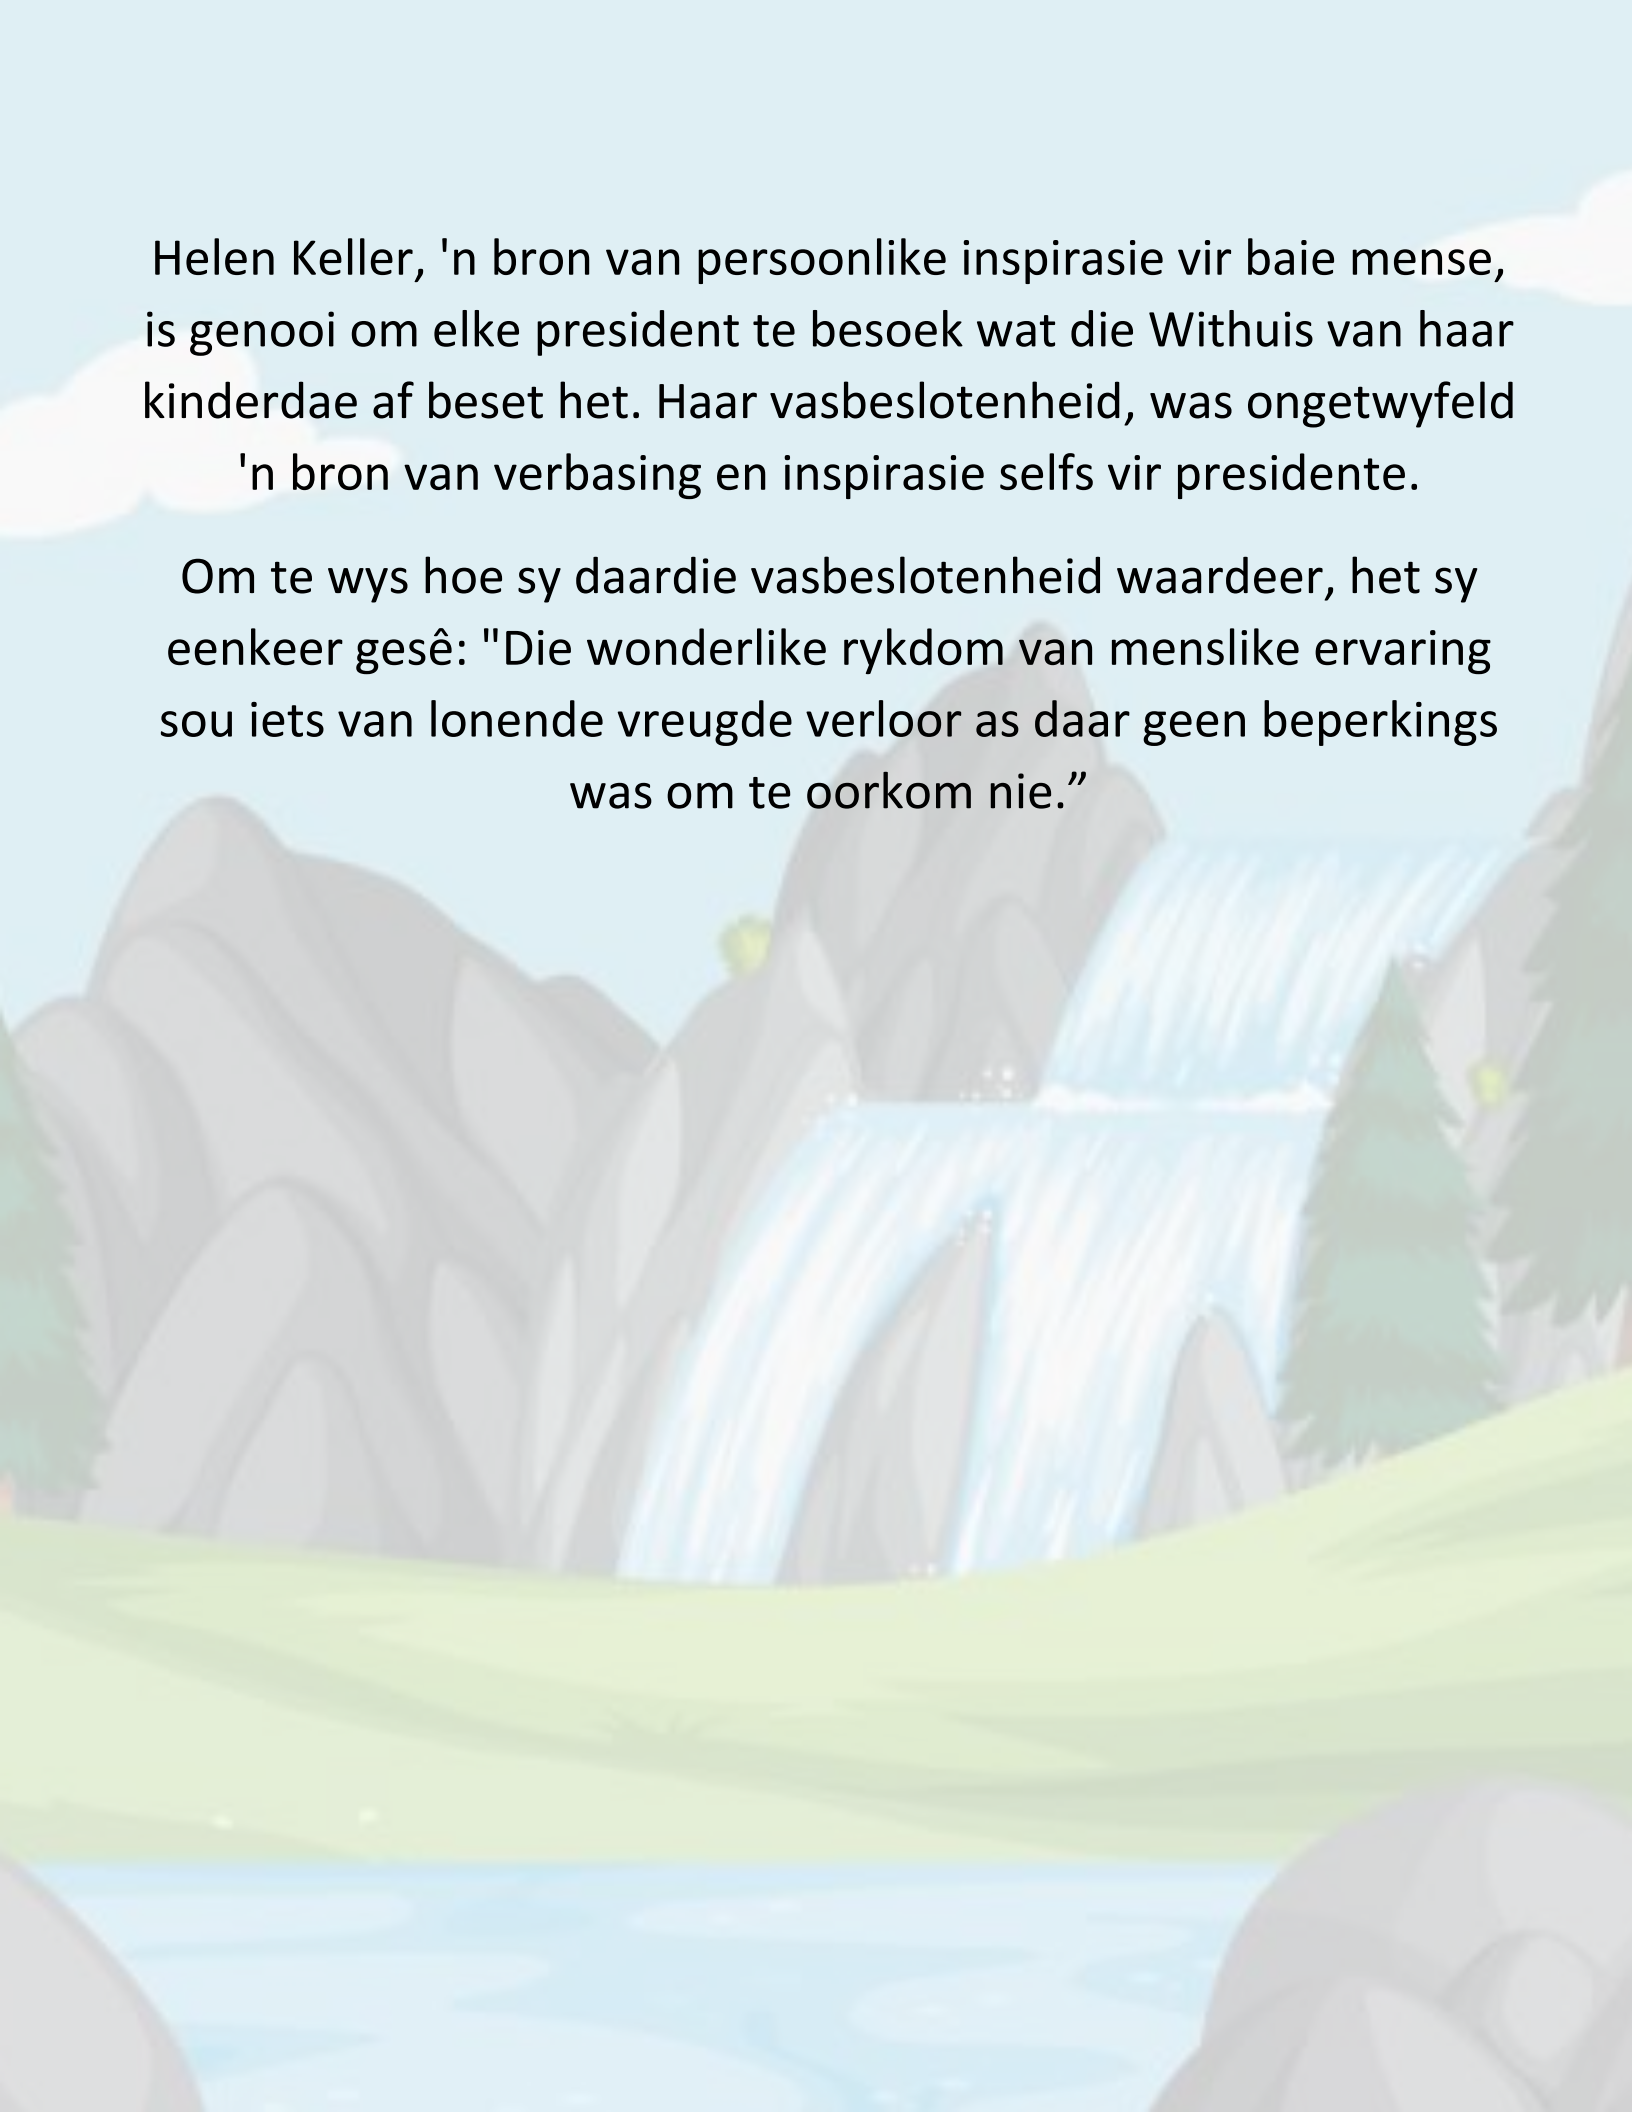 Helen Keller, 'n bron van persoonlike inspirasie vir baie mense,
is genooi om elke president te besoek wat die Withuis van haar
kinderdae af beset het. Haar vasbeslotenheid, was ongetwyfeld
'n bron van verbasing en inspirasie selfs vir presidente.
Om te wys hoe sy daardie vasbeslotenheid waardeer, het sy
eenkeer gesê: "Die wonderlike rykdom van menslike ervaring
sou iets van lonende vreugde verloor as daar geen beperkings
was om te oorkom nie.”